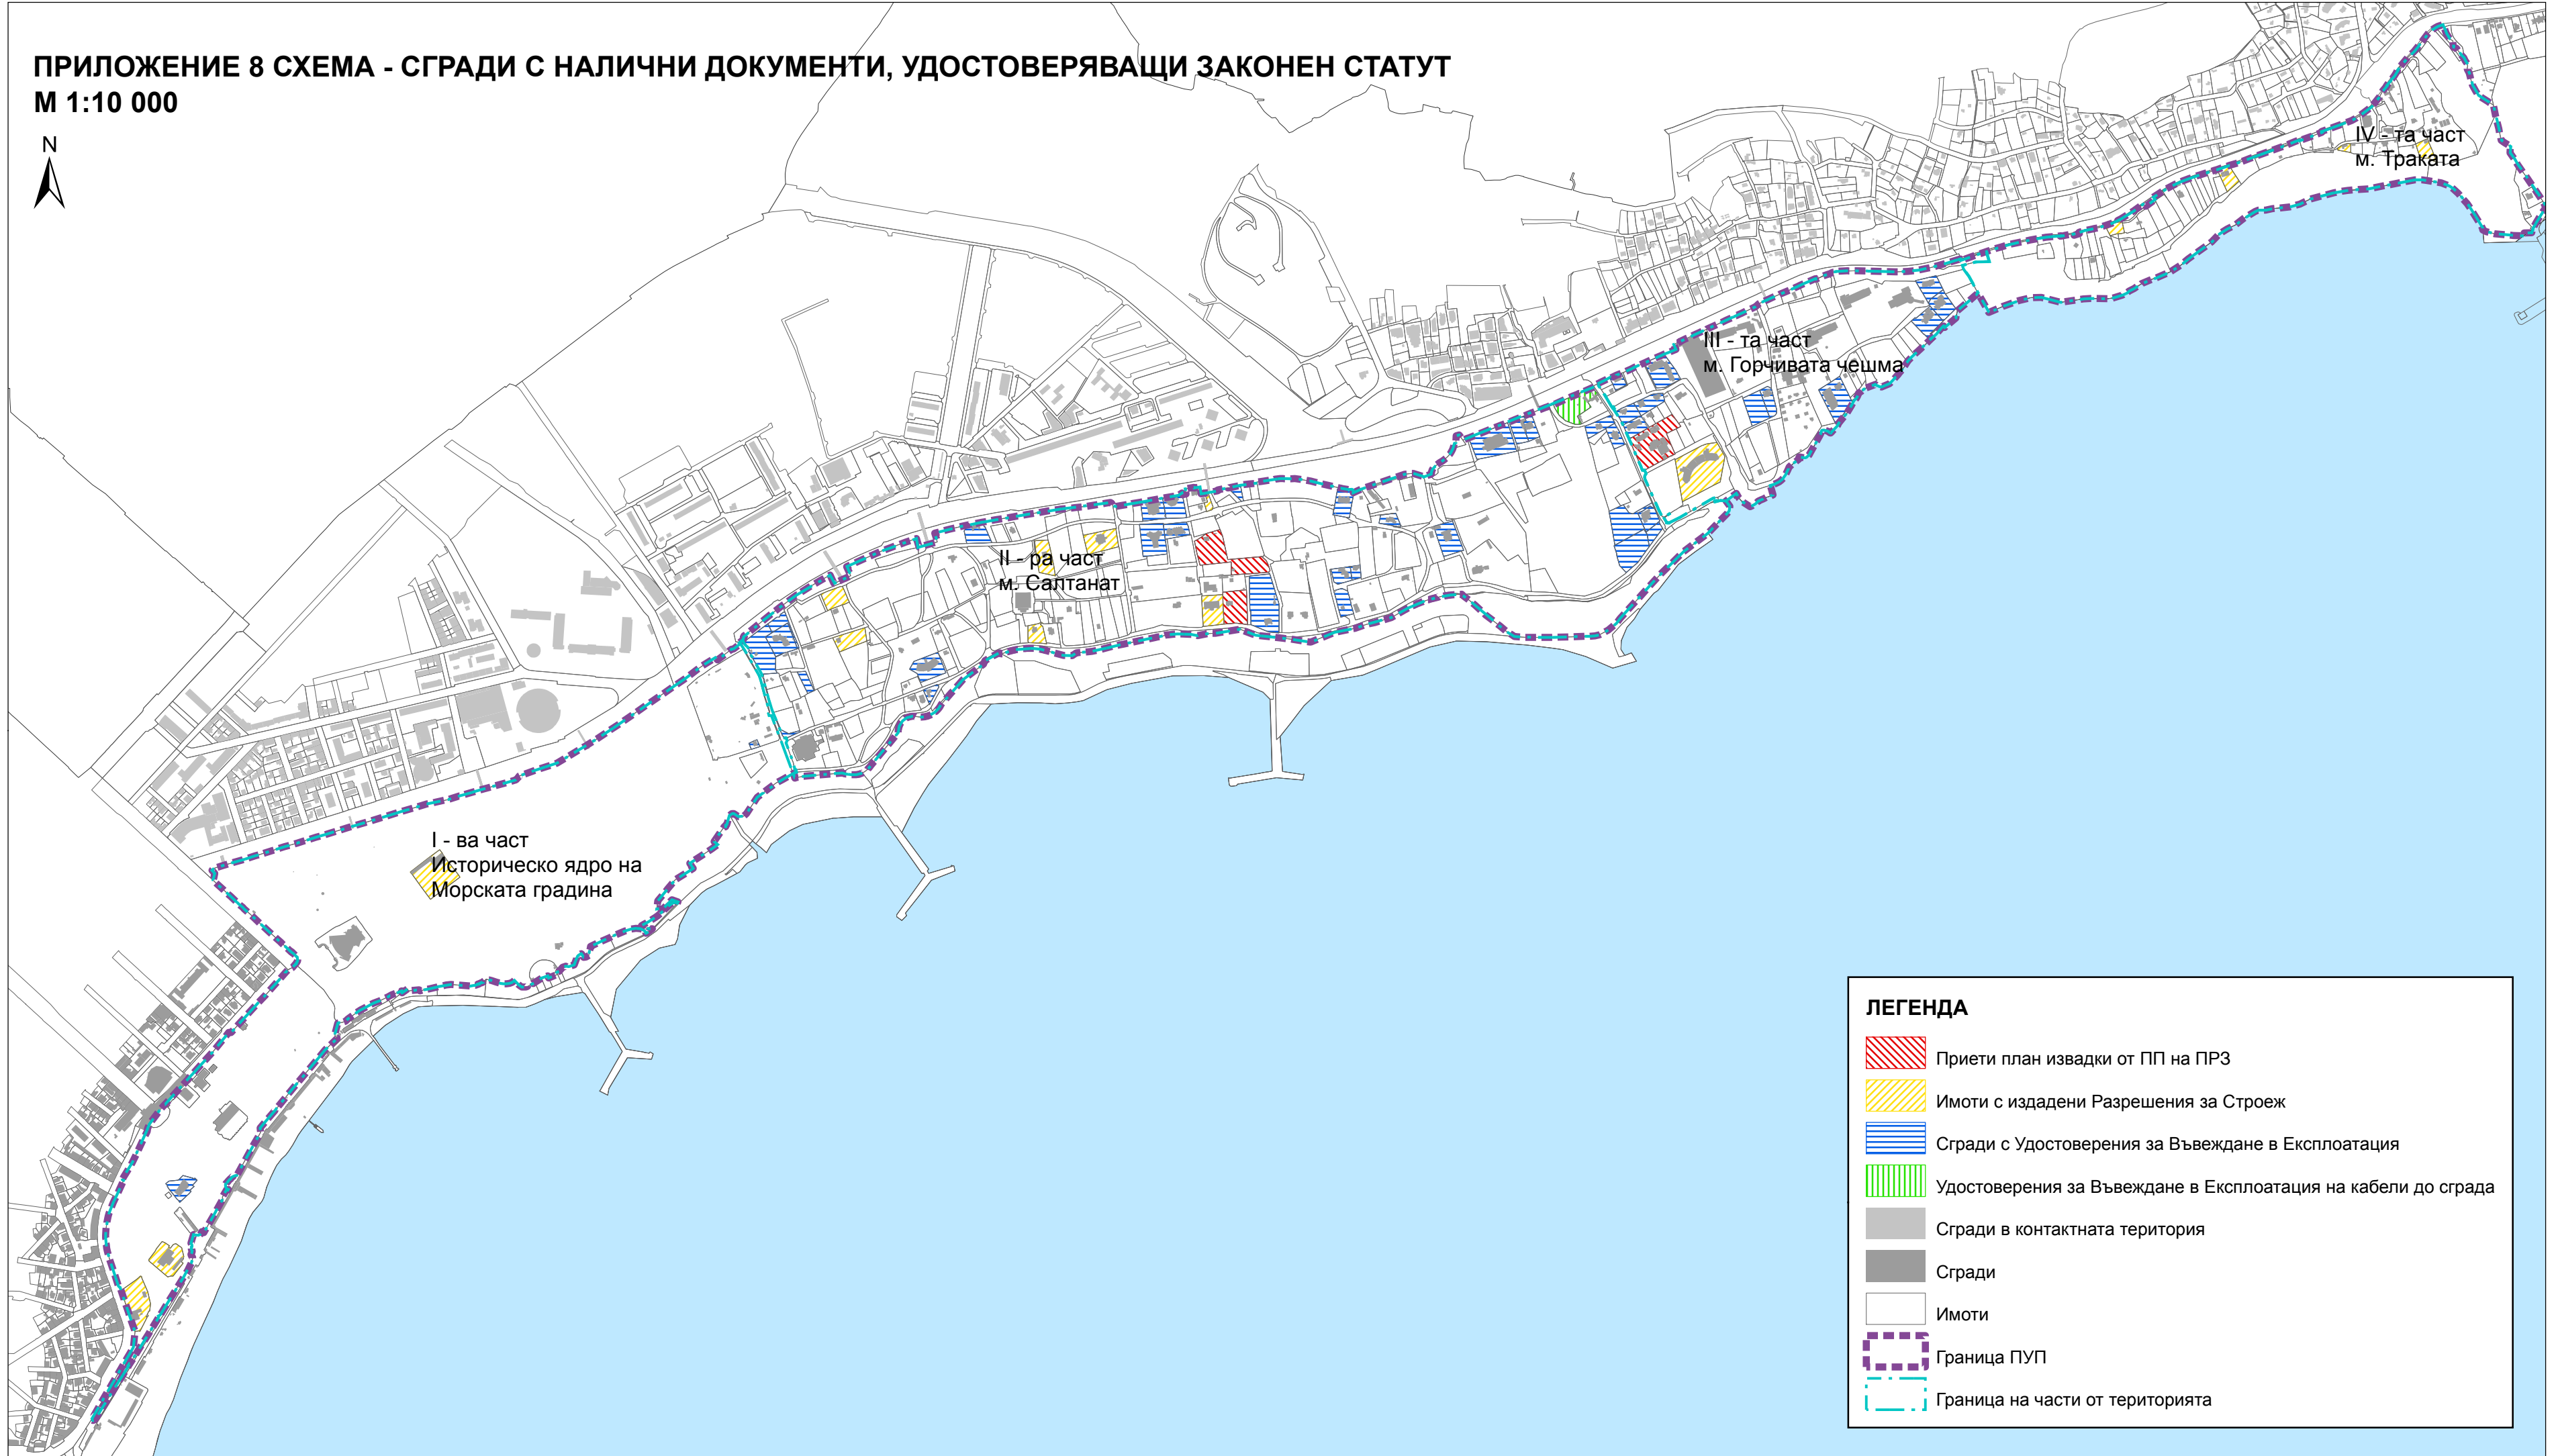 ПРИЛОЖЕНИЕ 8 СХЕМА - СГРАДИ С НАЛИЧНИ ДОКУМЕНТИ, УДОСТОВЕРЯВАЩИ ЗАКОНЕН СТАТУТ
М 1:10 000
N
IV - та част
м. Траката
III - та част
м. Горчивата чешма
II - ра част
м. Салтанат
I - ва част
Историческо ядро на
Морската градина
ЛЕГЕНДА
Приети план извадки от ПП на ПРЗ
Имоти с издадени Разрешения за Строеж
Сгради с Удостоверения за Въвеждане в Експлоатация
Удостоверения за Въвеждане в Експлоатация на кабели до сграда
Сгради в контактната територия
Сгради
Имоти
Граница ПУП
Граница на части от територията